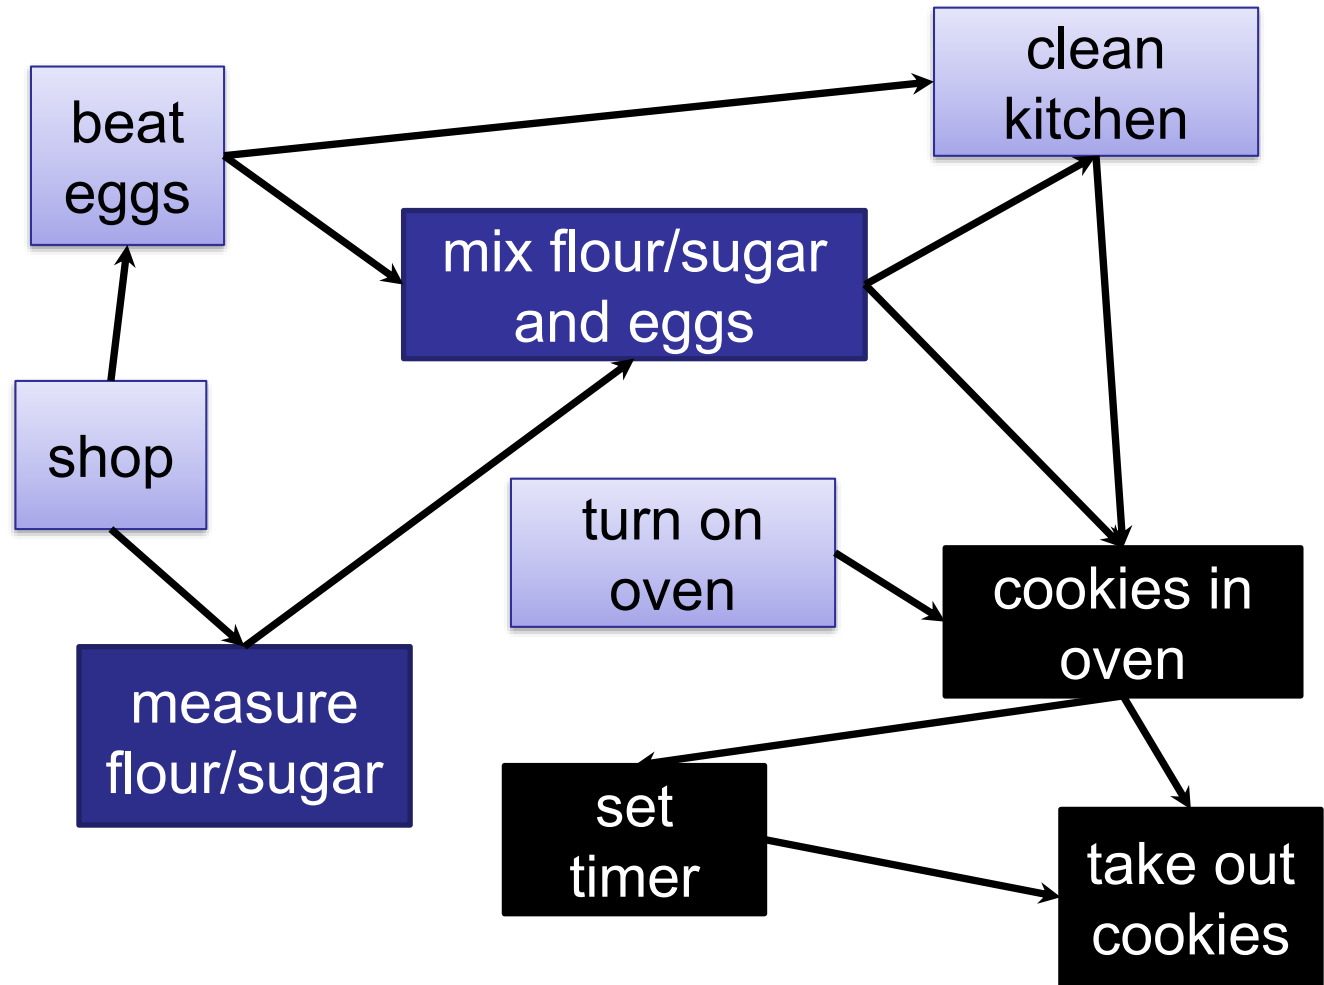 clean
kitchen
beat
eggs
mix flour/sugar
and eggs
shop
turn on
oven
cookies in
oven
measure
flour/sugar
set
timer
take out
cookies